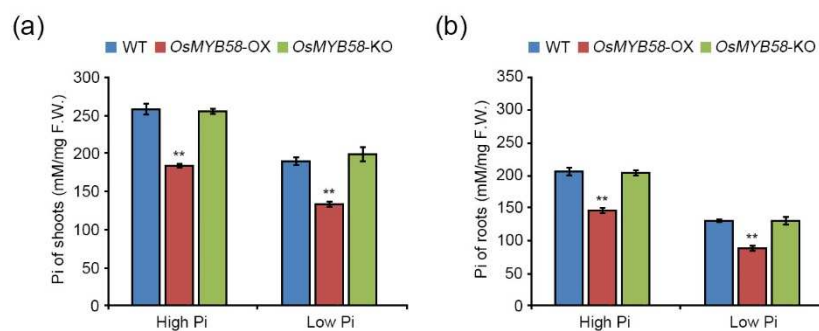 (a)
WT OsMYB58-OX OsMYB58-KO
Pi of shoots (mM/mg F.W.)
300
250
200
150
100
50
0
**
**
High Pi Low Pi
(b)
WT OsMYB58-OX OsMYB58-KO
Pi of roots (mM/mg F.W.)
350
300
250
200
150
100
50
0
**
**
High Pi Low Pi